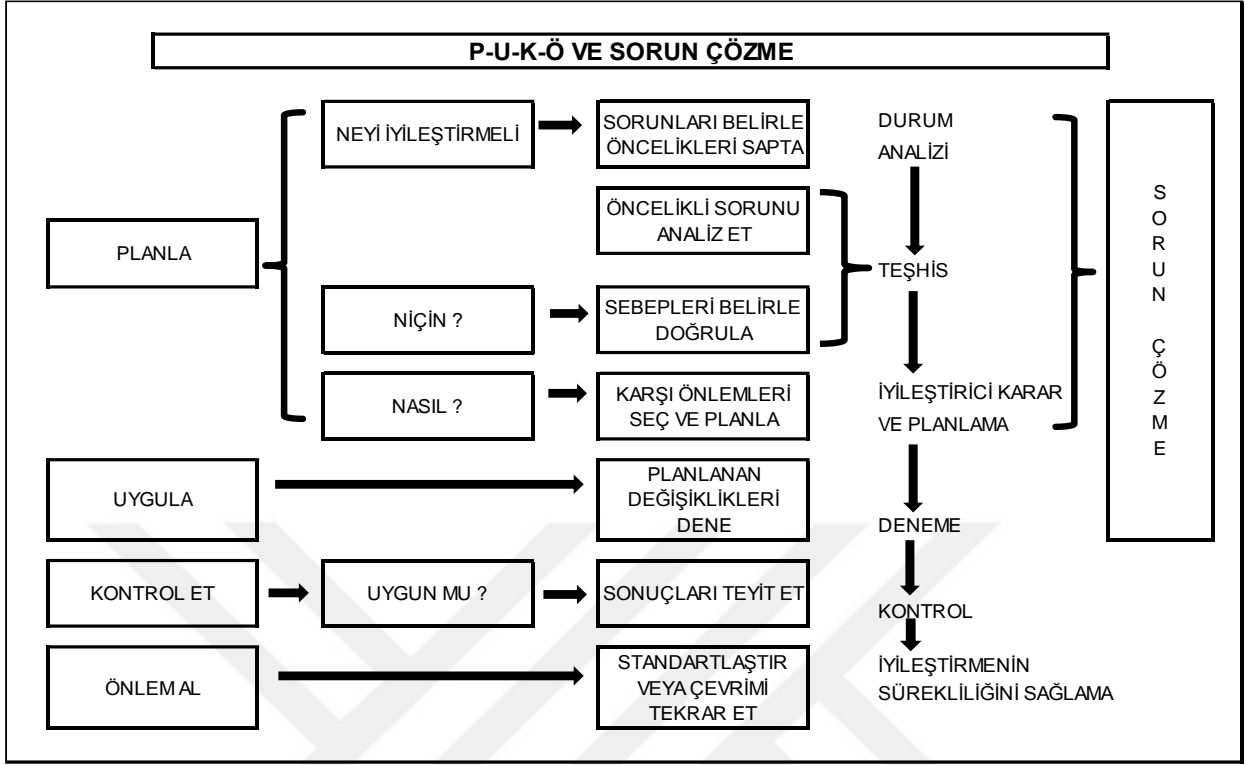 P-U-K-Ö VE SORUN ÇÖZME
NEYİ İYİLEŞTİRMELİ
SORUNLARI BELİRLE
ÖNCELİKLERİ SAPTA
DURUM
ANALİZİ
ÖNCELİKLİ SORUNU
ANALİZ ET
PLANLA
TEŞHİS
NİÇİN ?
SEBEPLERİ BELİRLE
DOĞRULA
NASIL ?
KARŞI ÖNLEMLERİ
SEÇ VE PLANLA
İYİLEŞTİRİCİ KARAR
VE PLANLAMA
UYGULA
PLANLANAN
DEĞİŞİKLİKLERİ
DENE
DENEME
KONTROL ET
UYGUN MU ?
SONUÇLARI TEYİT ET
KONTROL
ÖNLEM AL
STANDARTLAŞTIR
VEYA ÇEVRİMİ
TEKRAR ET
İYİLEŞTİRMENİN
SÜREKLİLİĞİNİ SAĞLAMA
S
O
R
U
N
Ç
Ö
Z
M
E